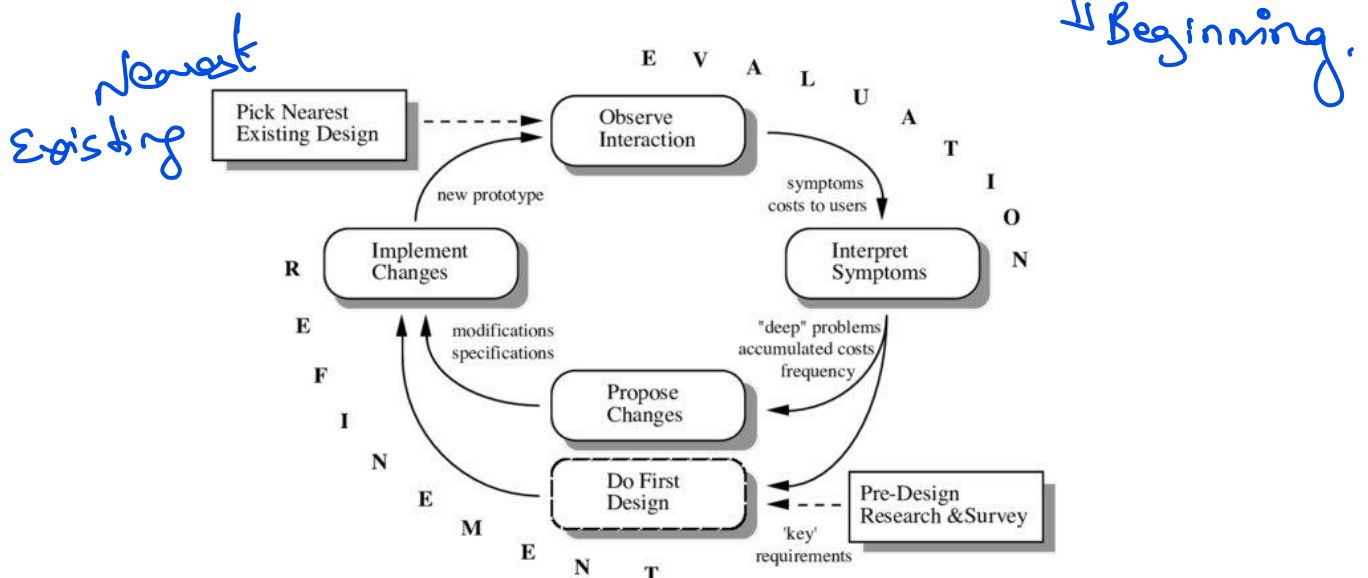 Beginning.
Nearest
Existing
E V A L U A T I O N
Pick Nearest
Existing Design
Observe
Interaction
new prototype
symptoms
costs to users
Implement
Changes
Interpret
Symptoms
R E F I N E M E N T
modifications
specifications
"deep" problems
accumulated costs
frequency
Propose
Changes
Do First
Design
Pre-Design
Research &Survey
'key'
requirements